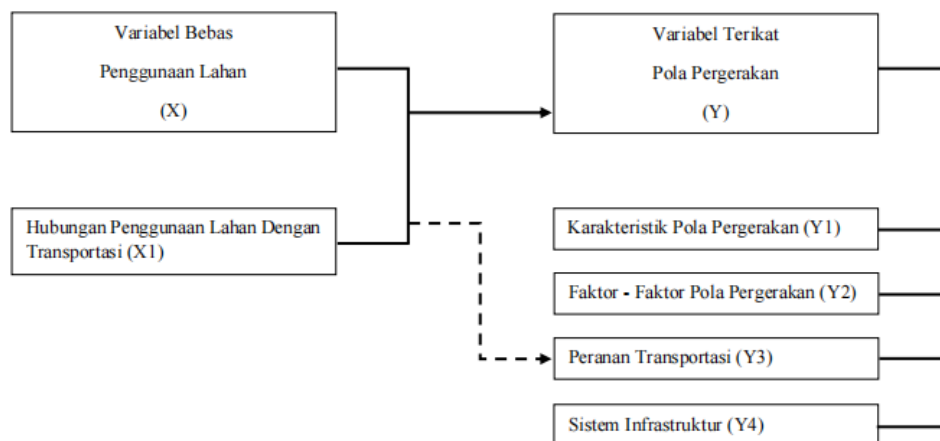 Variabel Bebas
Penggunaan Lahan
(X)
Variabel Terikat
Pola Pergerakan
(Y)
Hubungan Penggunaan Lahan Dengan
Transportasi (X1)
Karakteristik Pola Pergerakan (Y1)
Faktor - Faktor Pola Pergerakan (Y2)
Peranan Transportasi (Y3)
Sistem Infrastruktur (Y4)